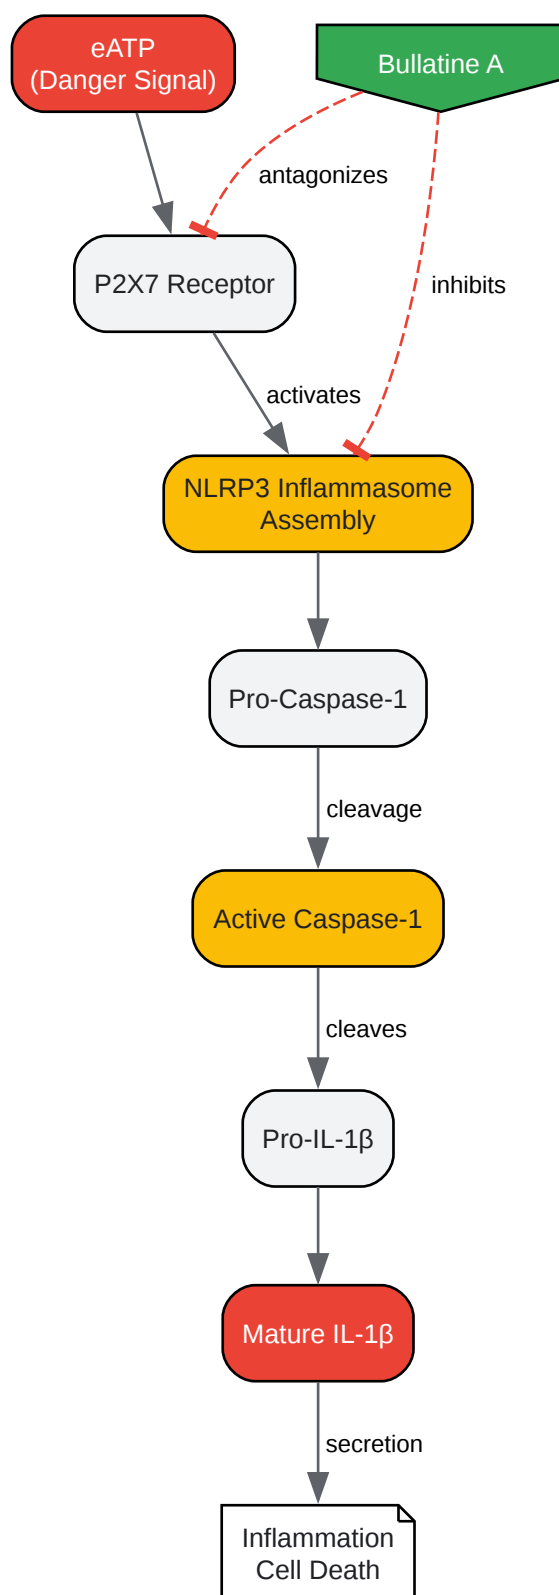 eATP
(Danger Signal)
Bullatine A
antagonizes
P2X7 Receptor
inhibits
activates
NLRP3 Inflammasome
Assembly
Pro-Caspase-1
cleavage
Active Caspase-1
cleaves
Pro-IL-1β
Mature IL-1β
secretion
Inflammation
Cell Death